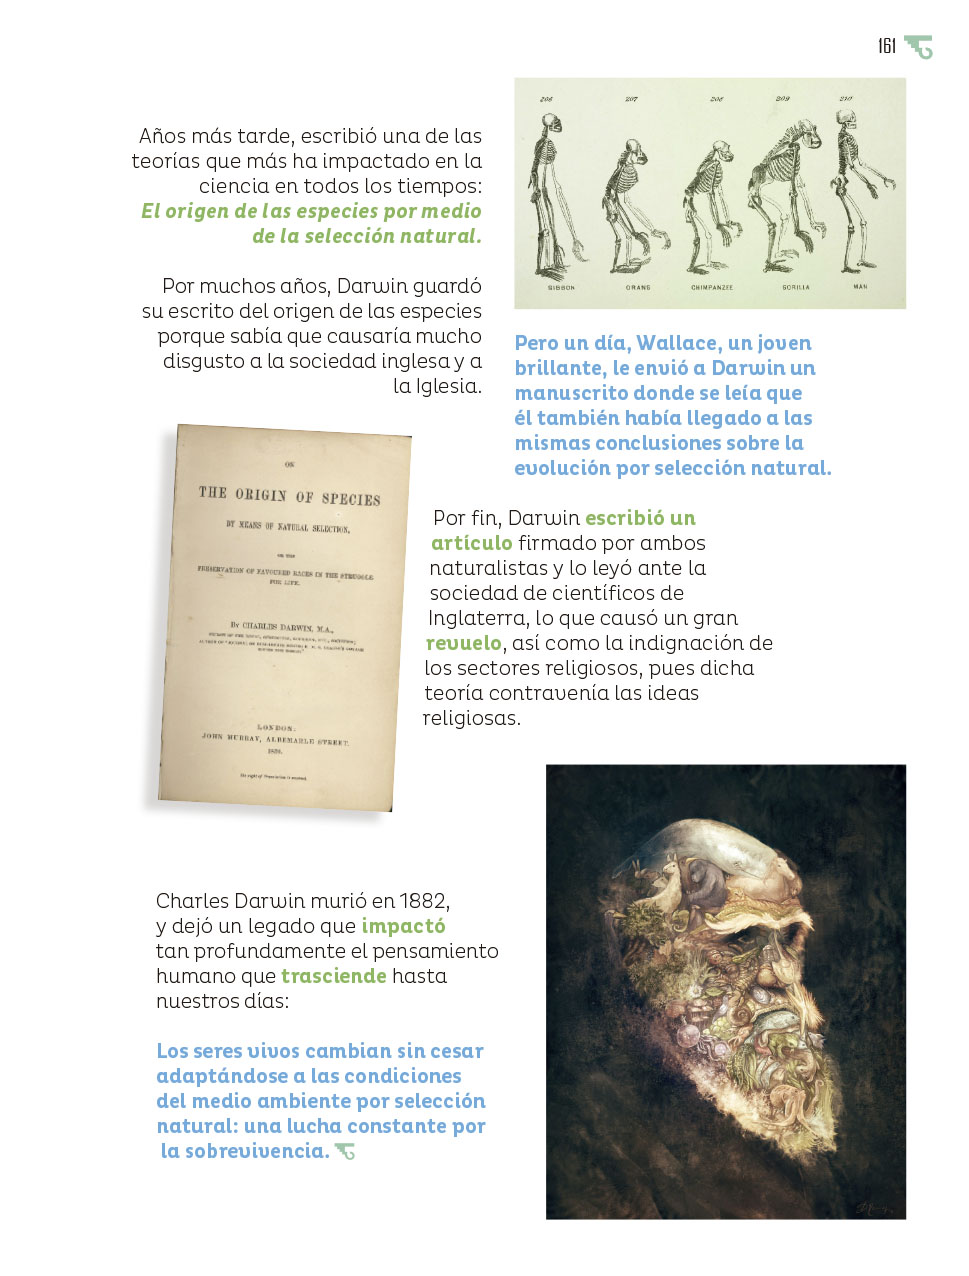 161
Años más tarde, escribió una de las
teorías que más ha impactado en la
ciencia en todos los tiempos:
El origen de las especies por medio
de la selección natural.
Por muchos años, Darwin guardó
su escrito del origen de las especies
porque sabía que causaría mucho
disgusto a la sociedad inglesa y a
la Iglesia.
206 207 208 209 210
GIBBON ORANG CHIMPANZEE GORILLA MAN
Pero un día, Wallace, un joven
brillante, le envió a Darwin un
manuscrito donde se leía que
él también había llegado a las
mismas conclusiones sobre la
evolución por selección natural.
ON
THE ORIGIN OF SPECIES
BY MEANS OF NATURAL SELECTION,
OR THE
PRESERVATION OF FAVOURED RACES IN THE STRUGGLE
FOR LIFE.
By CHARLES DARWIN, M.A.,
LONDON:
JOHN MURRAY, ALBEMARLE STREET.
Por fin, Darwin escribió un
artículo firmado por ambos
naturalistas y lo leyó ante la
sociedad de científicos de
Inglaterra, lo que causó un gran
revuelo, así como la indignación de
los sectores religiosos, pues dicha
teoría contravenía las ideas
religiosas.
Charles Darwin murió en 1882,
y dejó un legado que impactó
tan profundamente el pensamiento
humano que trasciende hasta
nuestros días:
Los seres vivos cambian sin cesar
adaptándose a las condiciones
del medio ambiente por selección
natural: una lucha constante por
la sobrevivencia.